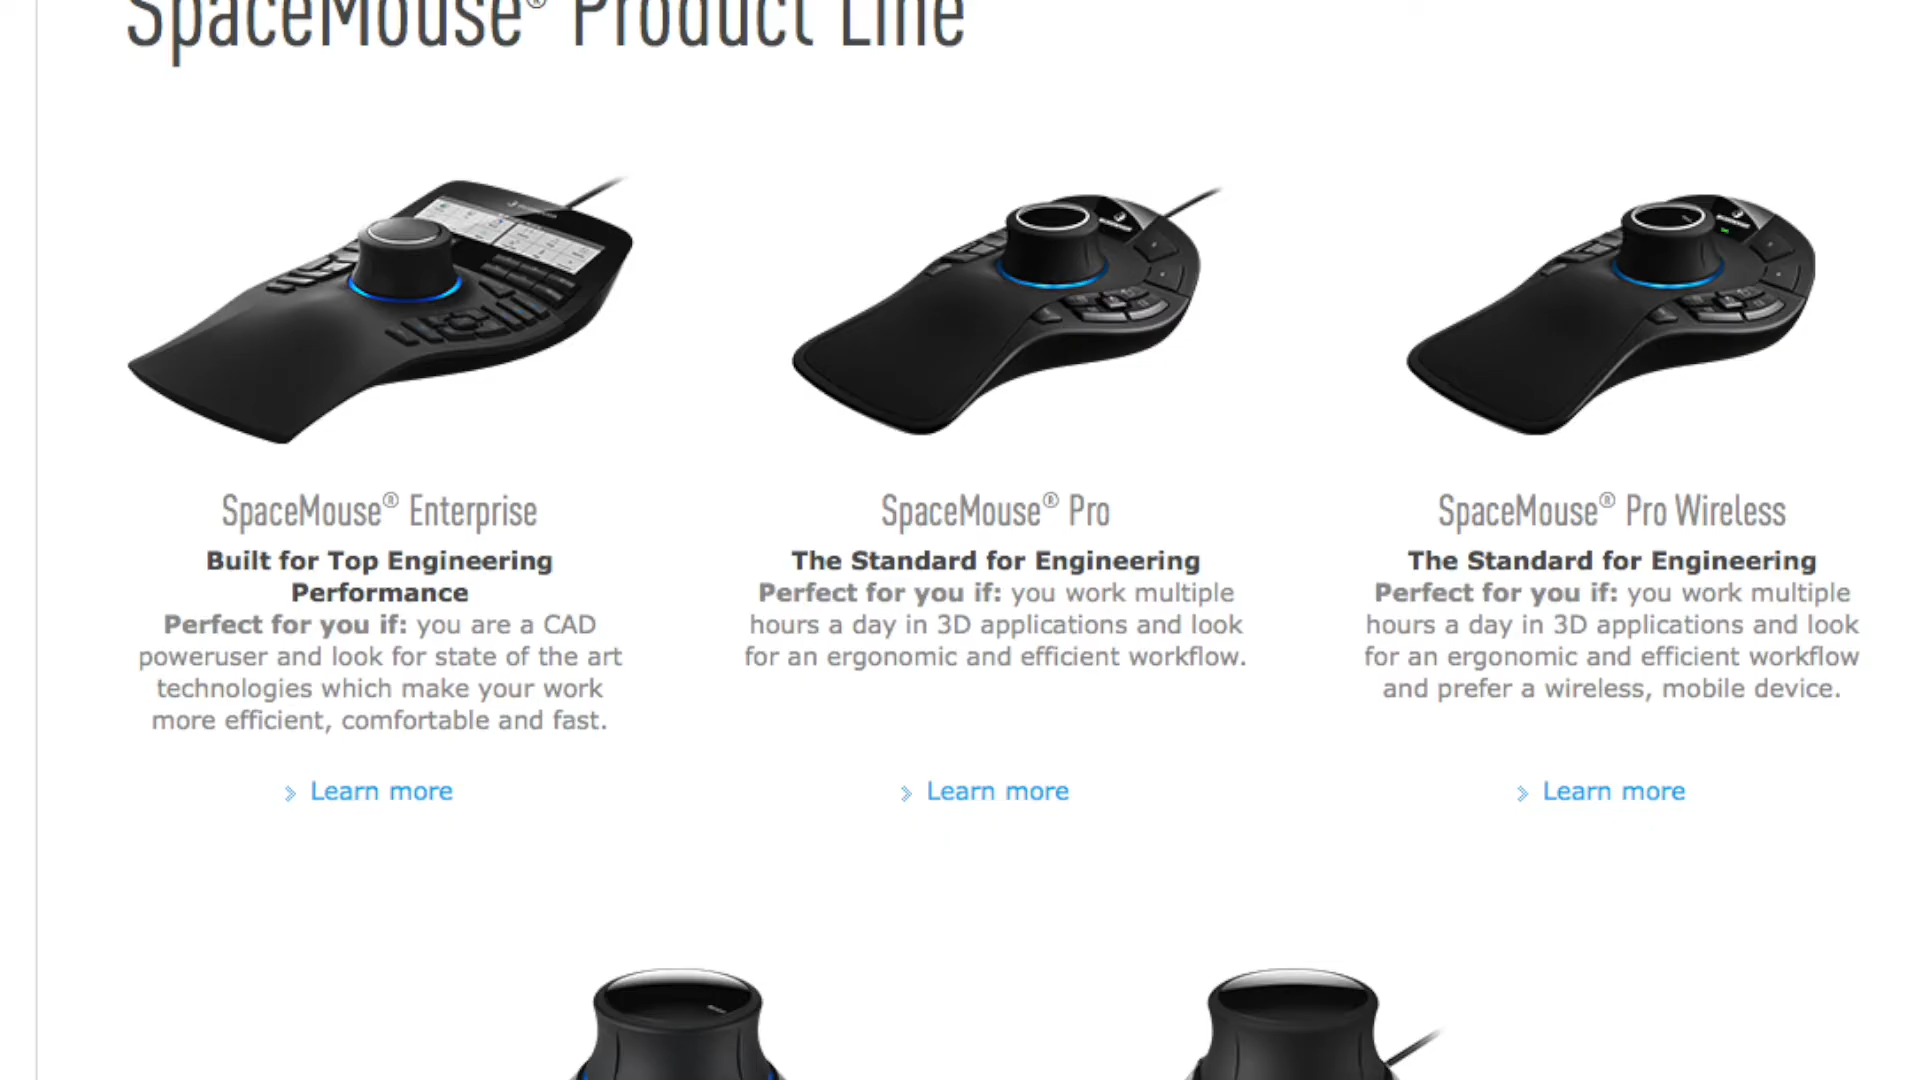 SpaceMouse® Product Line
SpaceMouse® Enterprise
Built for Top Engineering
Performance
Perfect for you if: you are a CAD
poweruser and look for state of the art
technologies which make your work
more efficient, comfortable and fast.
Learn more
SpaceMouse® Pro
The Standard for Engineering
Perfect for you if: you work multiple
hours a day in 3D applications and look
for an ergonomic and efficient workflow.
Learn more
SpaceMouse® Pro Wireless
The Standard for Engineering
Perfect for you if: you work multiple
hours a day in 3D applications and look
for an ergonomic and efficient workflow
and prefer a wireless, mobile device.
Learn more